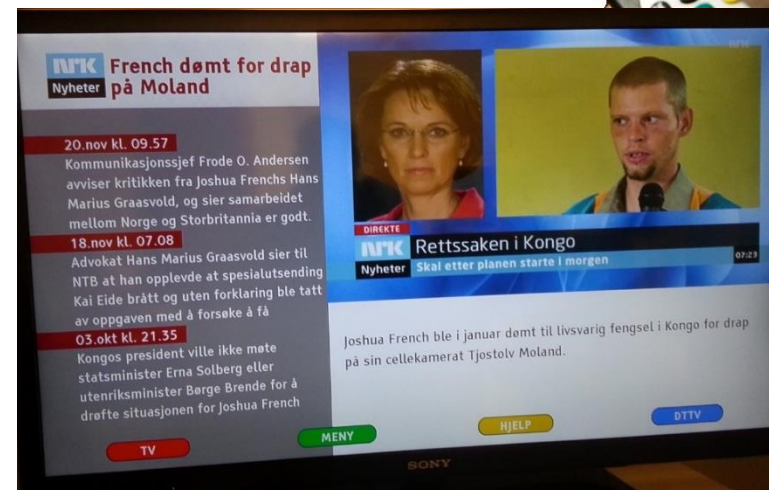 NRK
Nyheter
French dømt for drap
på Moland
20.nov kl. 09.57
Kommunikasjonssjef Frode O. Andersen
avviser kritikken fra Joshua Frenchs Hans
Marius Graasvold, og sier samarbeidet
mellom Norge og Storbritannia er godt.
18.nov kl. 07.08
Advokat Hans Marius Graasvold sier til
NTB at han opplevde at spesialutsending
Kai Eide brått og uten forklaring ble tatt
av oppgaven med å forsøke å få
03.okt kl. 21.35
Kongos president ville ikke møte
statsminister Erna Solberg eller
utenriksminister Børge Brende for å
drøfte situasjonen for Joshua French
NRK
DIREKTE
NRK
Nyheter
Rettssaken i Kongo
Skal etter planen starte i morgen
07:23
Joshua French ble i januar dømt til livsvarig fengsel i Kongo for drap
på sin cellekamerat Tjostolv Moland.
TV
MENY
HJELP
DTTV
SONY